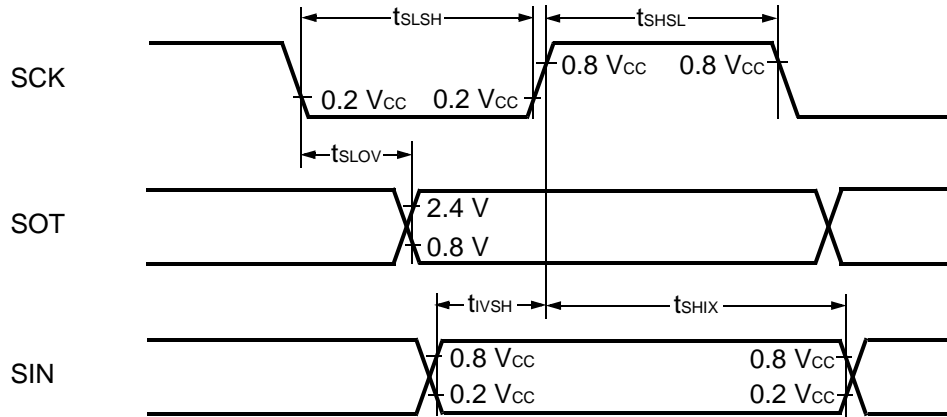 tSLSH tSHSL
SCK
0.8 VCC 0.8 VCC
0.2 VCC 0.2 VCC
tSLOV
SOT
2.4 V
0.8 V
tIVSH tSHIX
SIN
0.8 VCC 0.8 VCC
0.2 VCC 0.2 VCC